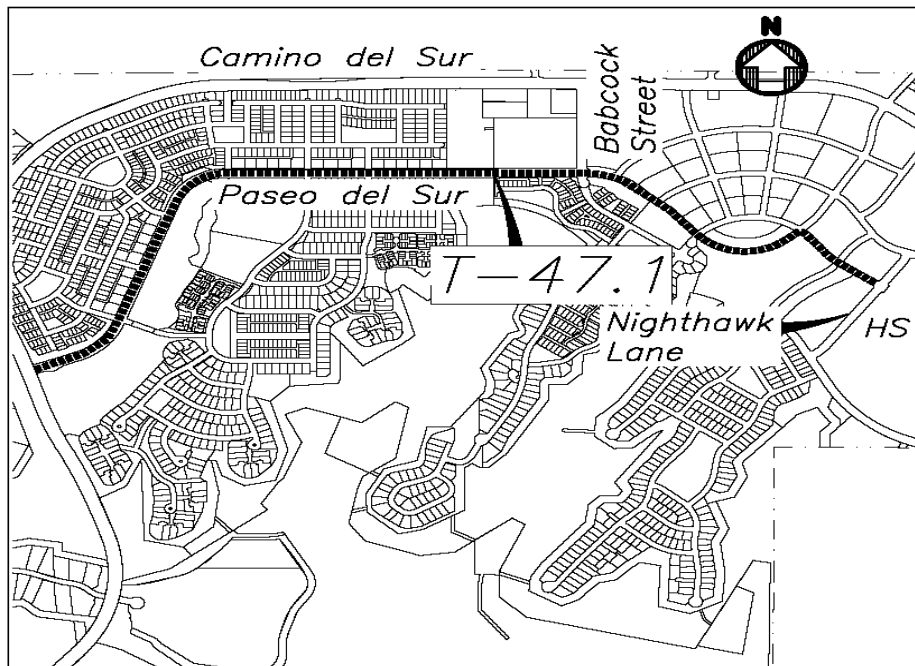 N
Camino del Sur
Babcock
Street
Paseo del Sur
T-47.1
Nighthawk
Lane
HS